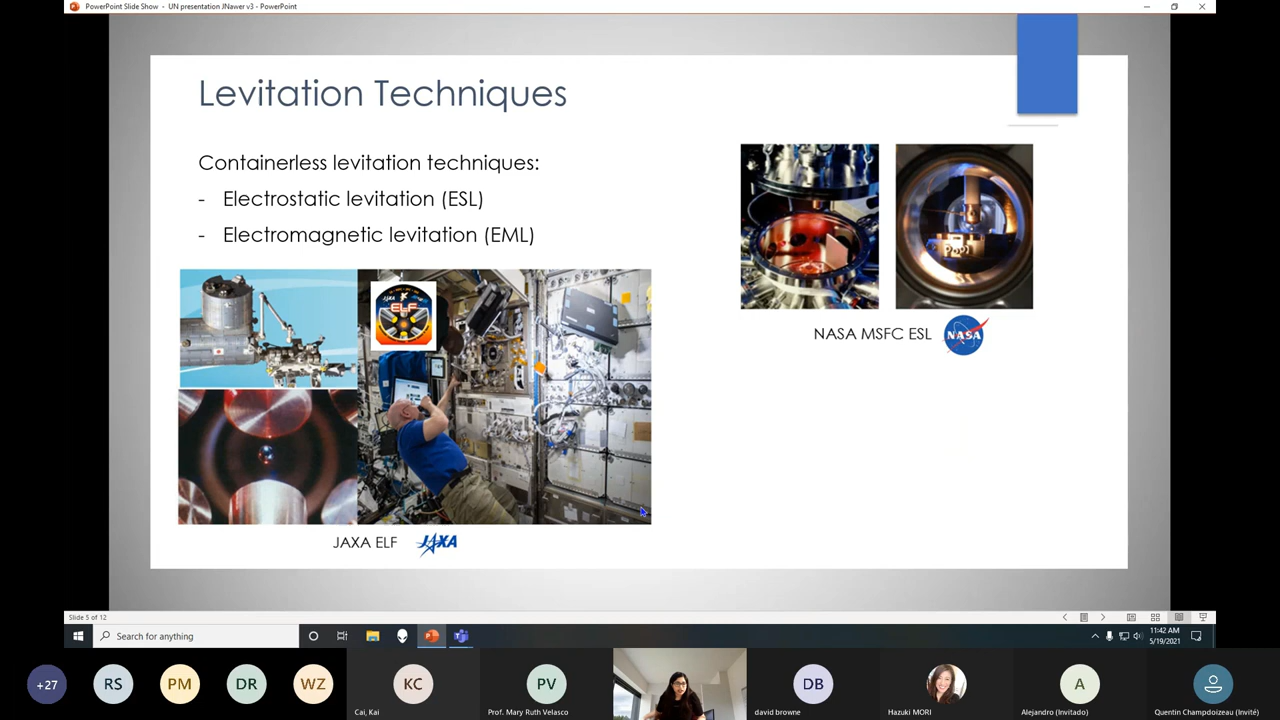 PowerPoint Slide Show - UN presentation JNawer v3 - PowerPoint
Levitation Techniques
Containerless levitation techniques:
- Electrostatic levitation (ESL)
- Electromagnetic levitation (EML)
ELF
NASA MSFC ESL
NASA
JAXA ELF
JAXA
Slide 5 of 12
Search for anything
11:42 AM
5/19/2021
+27
RS
PM
DR
WZ
KC
Cai, Kai
PV
Prof. Mary Ruth Velasco
DB
david browne
Hazuki MORI
A
Alejandro (Invitado)
Quentin Champdoizeau (Invité)